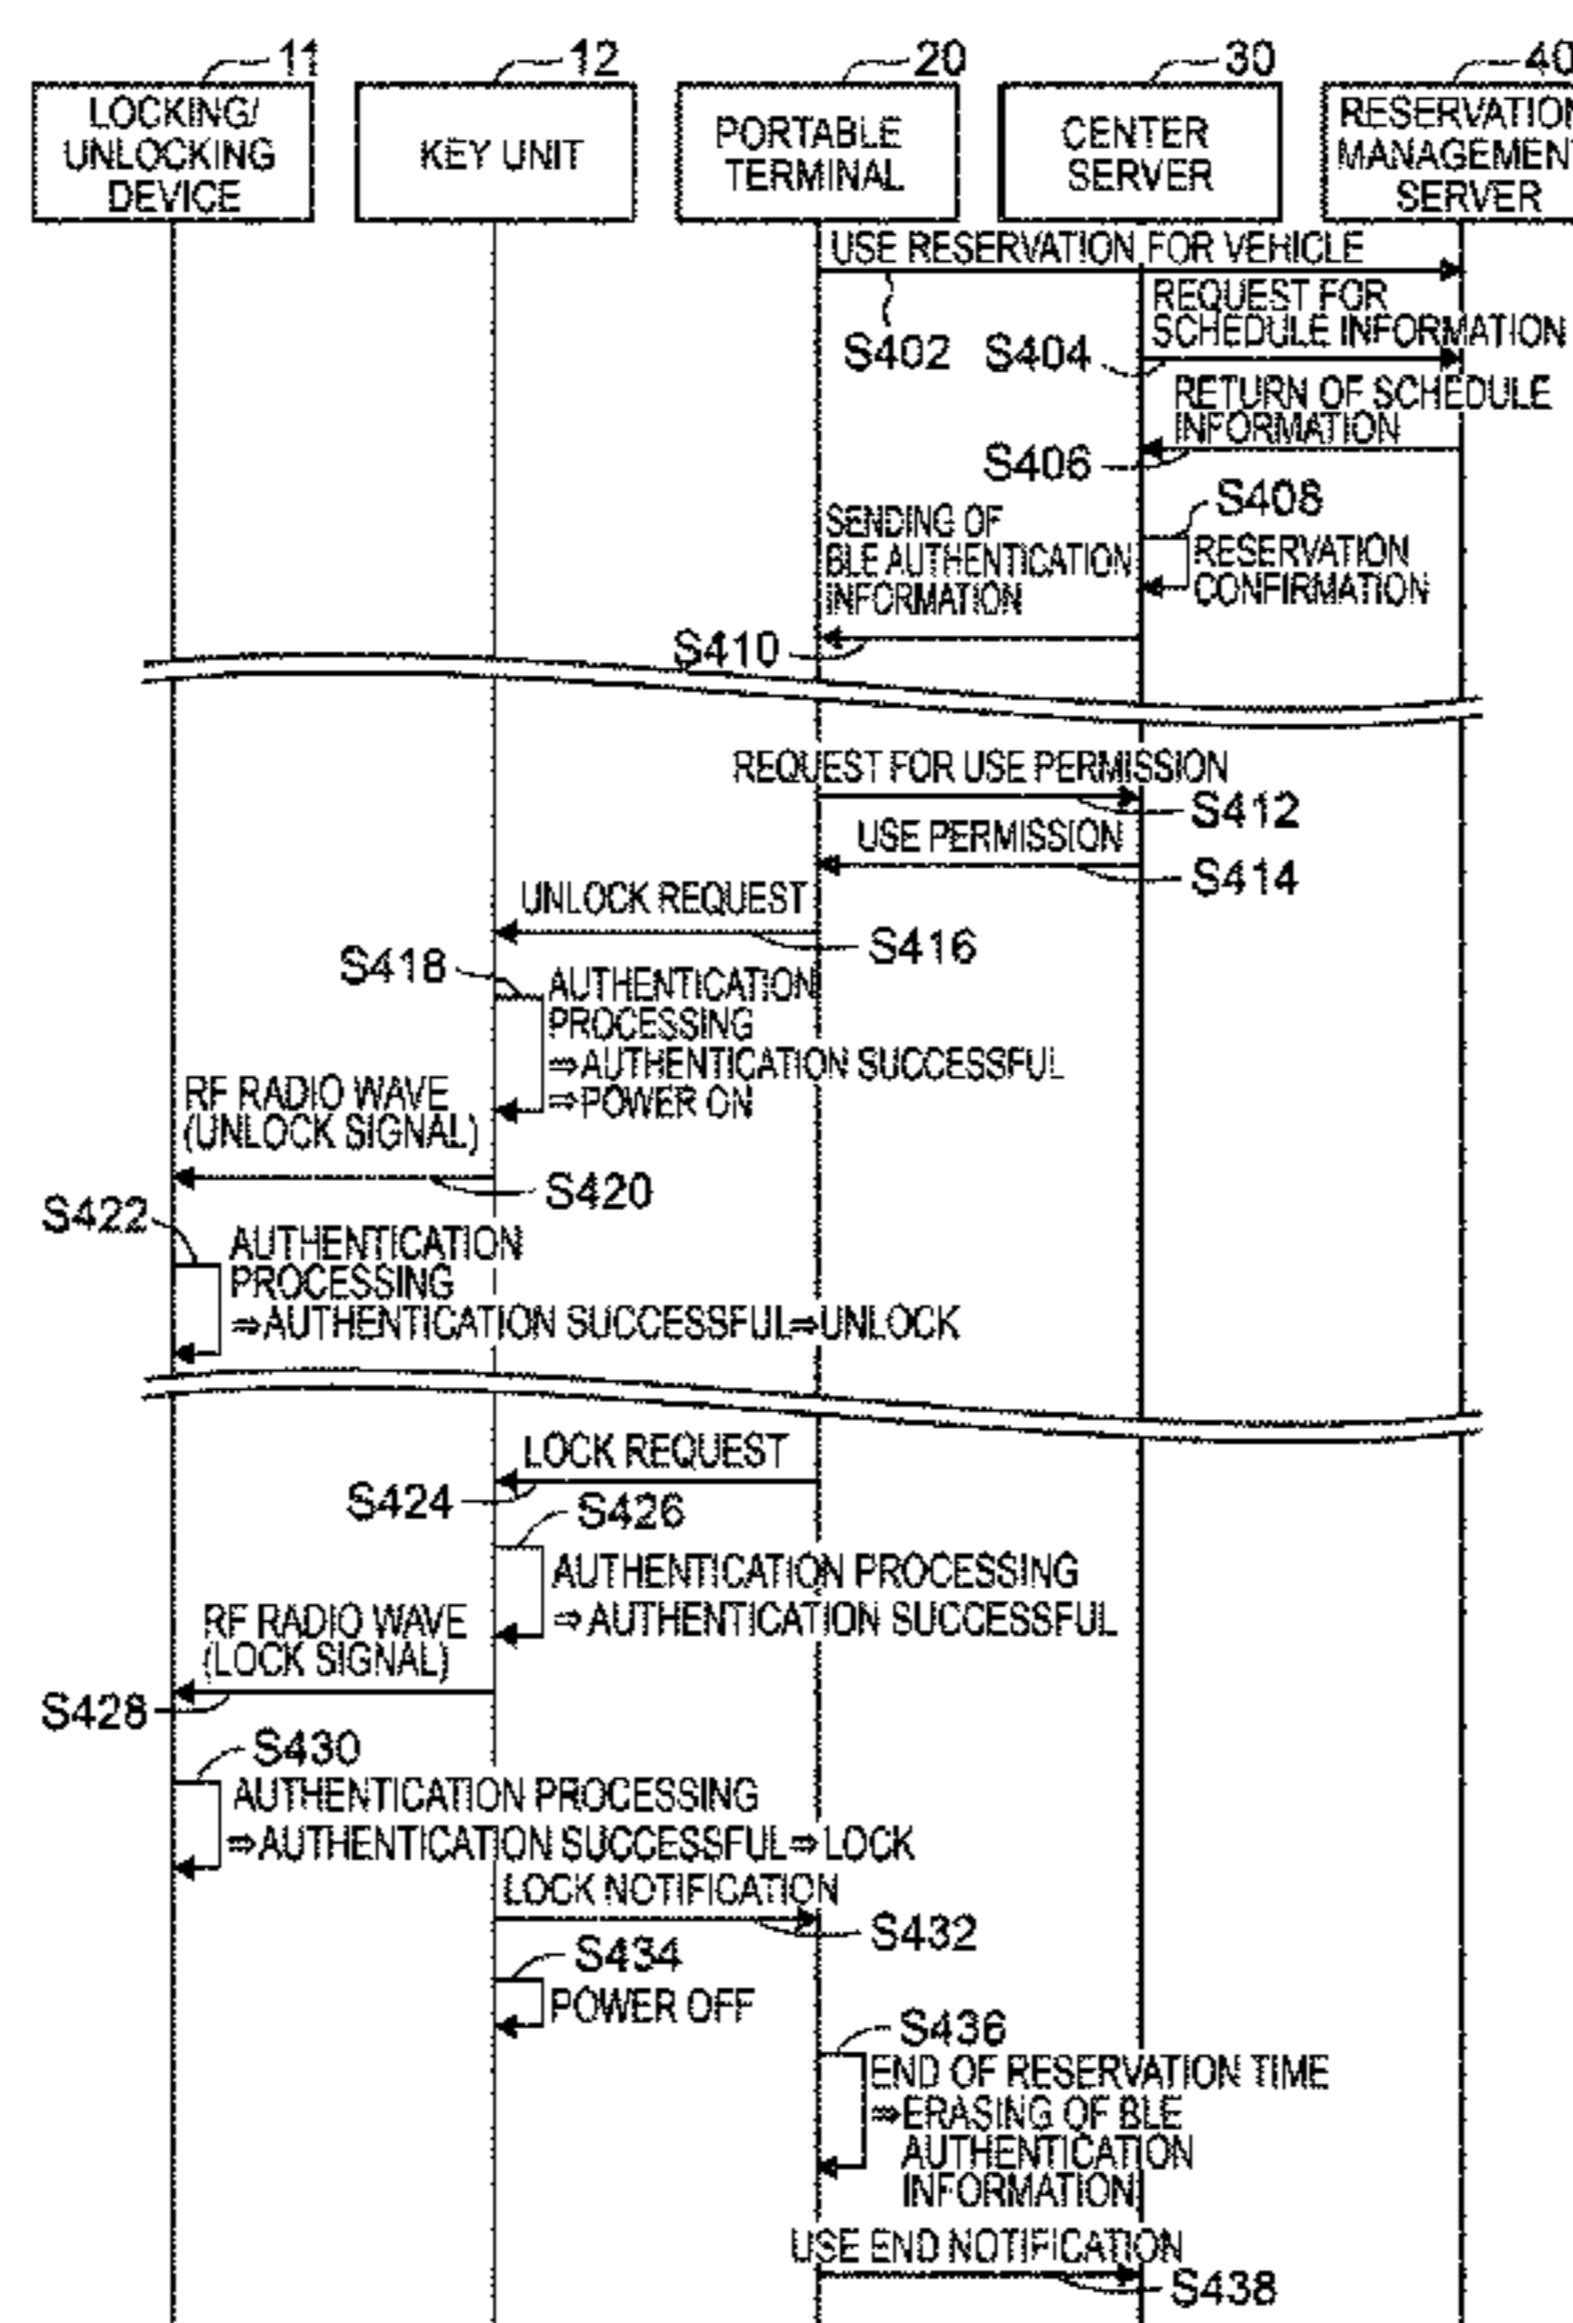 11
12
20
30
40
LOCKING/
UNLOCKING
DEVICE
KEY UNIT
PORTABLE
TERMINAL
CENTER
SERVER
RESERVATION
MANAGEMENT
SERVER
USE RESERVATION FOR VEHICLE
S402
REQUEST FOR
SCHEDULE INFORMATION
S404
RETURN OF SCHEDULE
INFORMATION
S406
S408
RESERVATION
CONFIRMATION
SENDING OF
BLE AUTHENTICATION
INFORMATION
S410
REQUEST FOR USE PERMISSION
S412
USE PERMISSION
S414
UNLOCK REQUEST
S416
S418
AUTHENTICATION
PROCESSING
⇒AUTHENTICATION SUCCESSFUL
⇒POWER ON
RF RADIO WAVE
(UNLOCK SIGNAL)
S420
S422
AUTHENTICATION
PROCESSING
⇒AUTHENTICATION SUCCESSFUL⇒UNLOCK
LOCK REQUEST
S424
S426
AUTHENTICATION PROCESSING
⇒AUTHENTICATION SUCCESSFUL
RF RADIO WAVE
(LOCK SIGNAL)
S428
S430
AUTHENTICATION PROCESSING
⇒AUTHENTICATION SUCCESSFUL⇒LOCK
LOCK NOTIFICATION
S432
S434
POWER OFF
S436
END OF RESERVATION TIME
⇒ERASING OF BLE
AUTHENTICATION
INFORMATION
USE END NOTIFICATION
S438